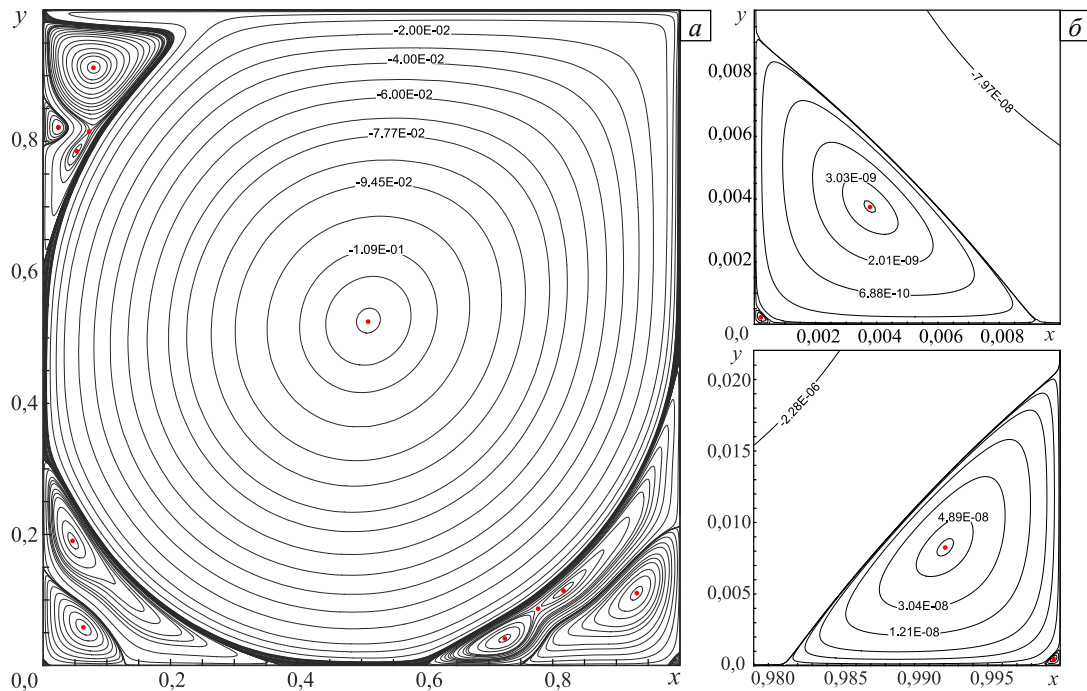 y
a
-2.00E-02
-4.00E-02
-6.00E-02
-7.77E-02
-9.45E-02
-1.09E-01
0,8
0,6
0,4
0,2
0,0
0,2
0,4
0,6
0,8
x
y
б
0,008
0,006
0,004
0,002
0,0
-7.97E-08
3.03E-09
2.01E-09
6.88E-10
0,002
0,004
0,006
0,008
x
y
0,020
0,015
0,010
0,005
0,0
-2.28E-06
4.89E-08
3.04E-08
1.21E-08
0,980
0,985
0,990
0,995
x